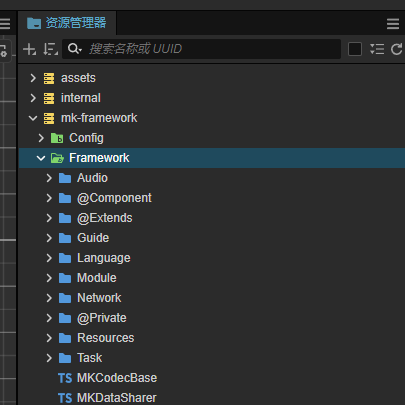 资源管理器
搜索名称或 UUID
assets
internal
mk-framework
Config
Framework
Audio
@Component
@Extends
Guide
Language
Module
Network
@Private
Resources
Task
TS MKCodecBase
TS MKDataSharer